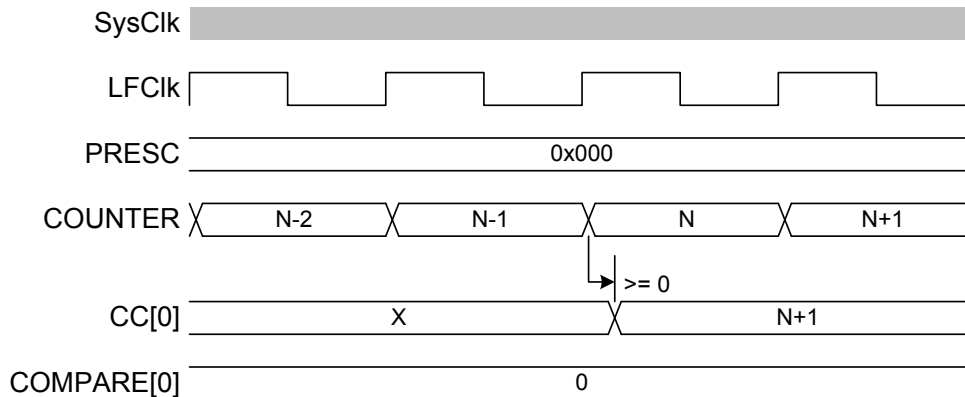 SysClk
LFClk
PRESC 0x000
COUNTER N-2 N-1 N N+1
>= 0
CC[0] X N+1
COMPARE[0] 0